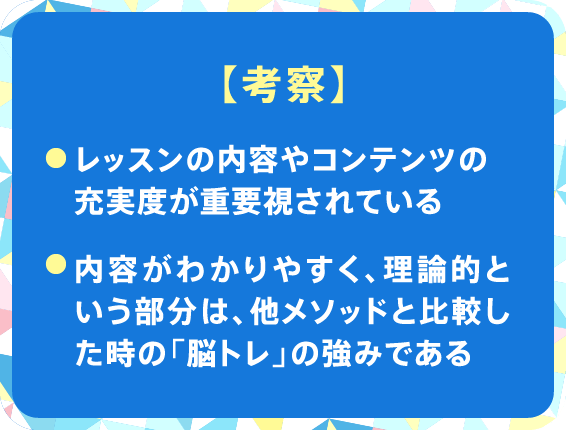 【考察】
レッスンの内容やコンテンツの
充実度が重要視されている
内容がわかりやすく、理論的と
いう部分は、他メソッドと比較し
た時の「脳トレ」の強みである